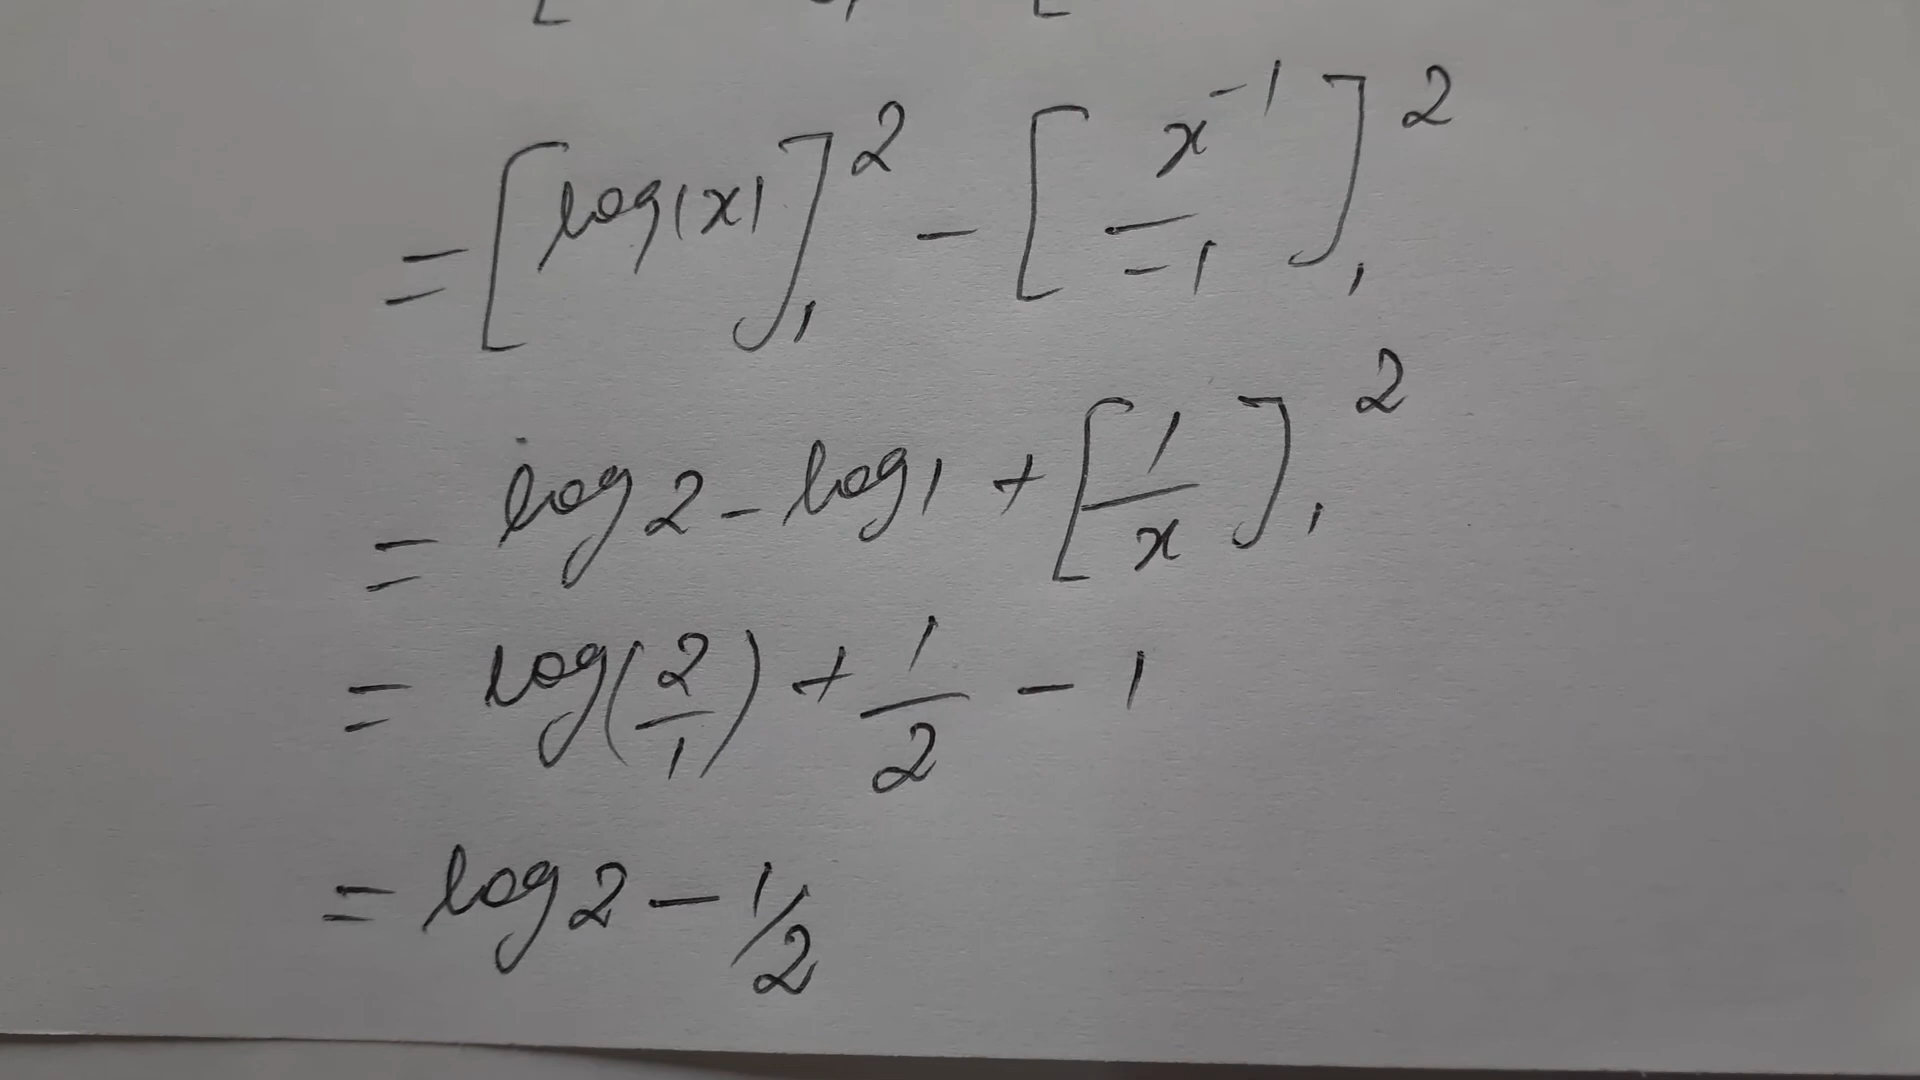 = [log|x|]₁² - [x⁻¹/-1]₁²
= log 2 - log 1 + [1/x]₁²
= log(2/1) + 1/2 - 1
= log 2 - 1/2